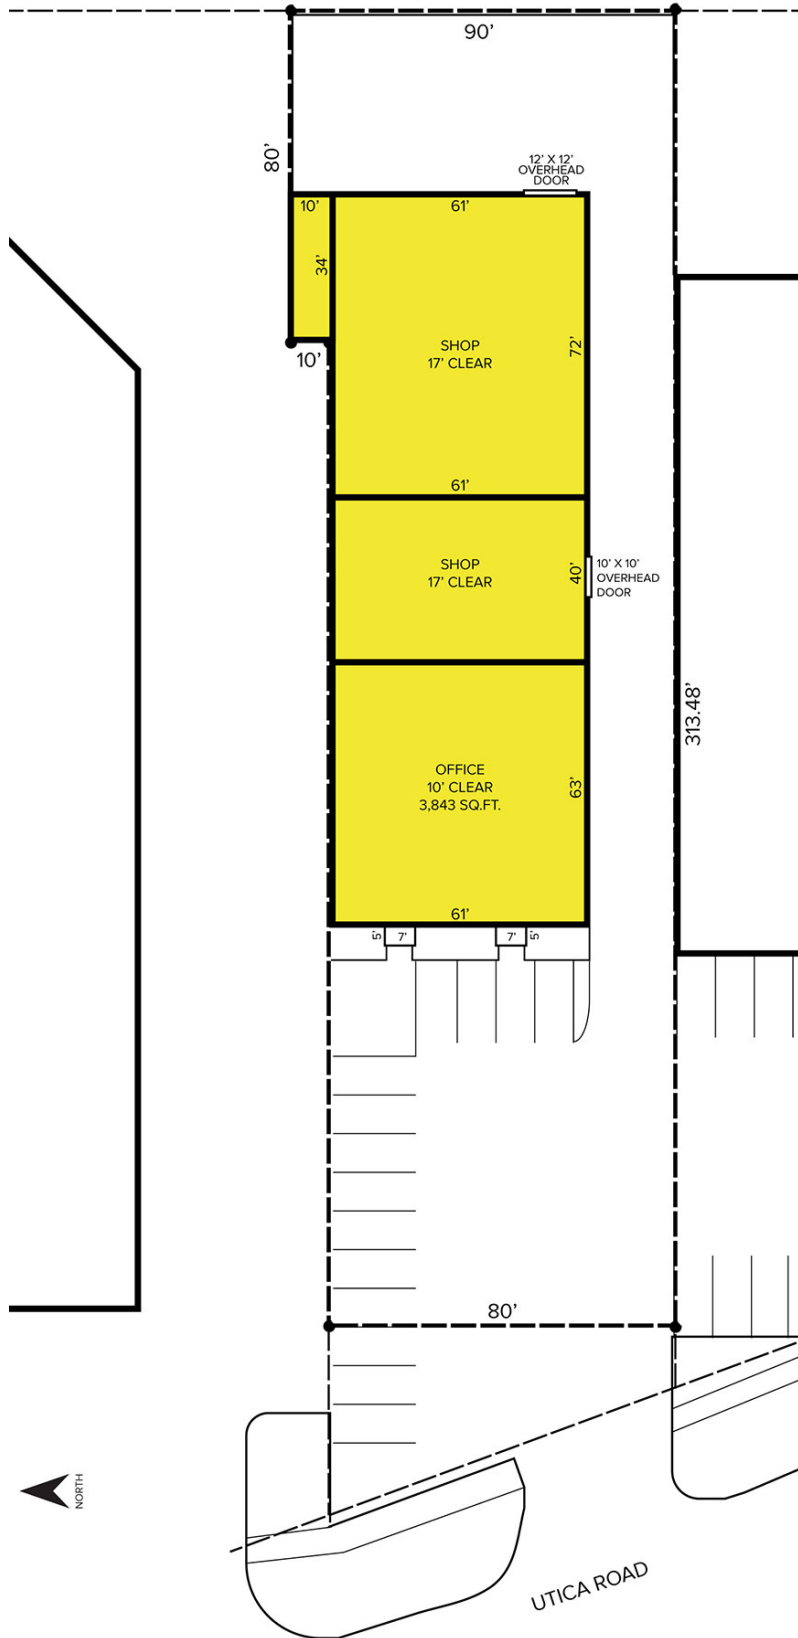 90’
80’
12’ X 12’
OVERHEAD
DOOR
10’
61’
34’
SHOP
17’ CLEAR
72’
10’
61’
SHOP
17’ CLEAR
40’
10’ X 10’
OVERHEAD
DOOR
313.48’
OFFICE
10’ CLEAR
3,843 SQ.FT.
63’
61’
5’
7’
7’
5’
80’
NORTH
UTICA ROAD